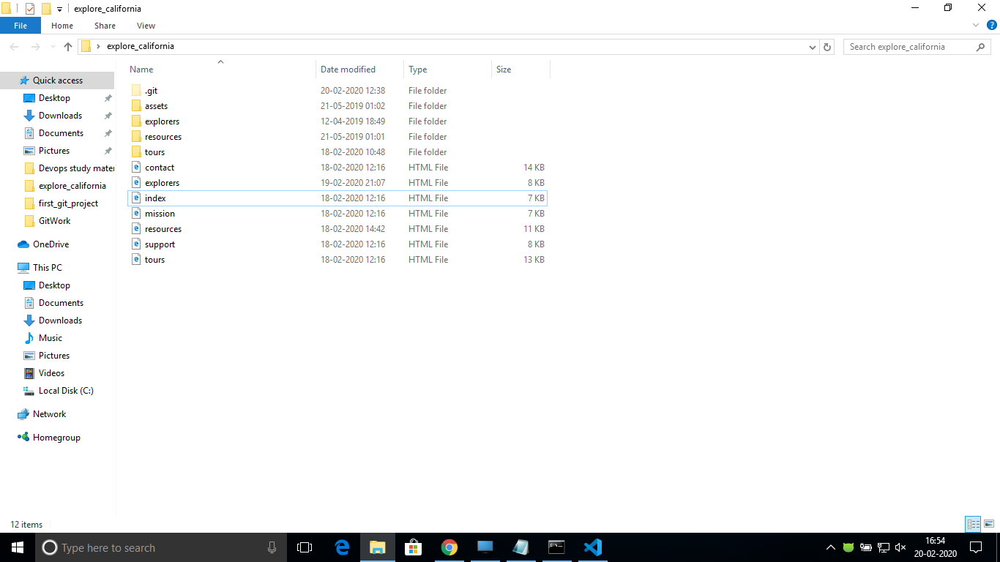 explore_california
File Home Share View
explore_california
Search explore_california
Name Date modified Type Size
.git 20-02-2020 12:38 File folder
assets 21-05-2019 01:02 File folder
explorers 12-04-2019 18:49 File folder
resources 21-05-2019 01:01 File folder
tours 18-02-2020 10:48 File folder
contact 18-02-2020 12:16 HTML File 14 KB
explorers 19-02-2020 21:07 HTML File 8 KB
index 18-02-2020 12:16 HTML File 7 KB
mission 18-02-2020 12:16 HTML File 7 KB
resources 18-02-2020 14:42 HTML File 11 KB
support 18-02-2020 12:16 HTML File 8 KB
tours 18-02-2020 12:16 HTML File 13 KB
Quick access
Desktop
Downloads
Documents
Pictures
Devops study mater
explore_california
first_git_project
GitWork
OneDrive
This PC
Desktop
Documents
Downloads
Music
Pictures
Videos
Local Disk (C:)
Network
Homegroup
12 items
Type here to search
16:54
20-02-2020